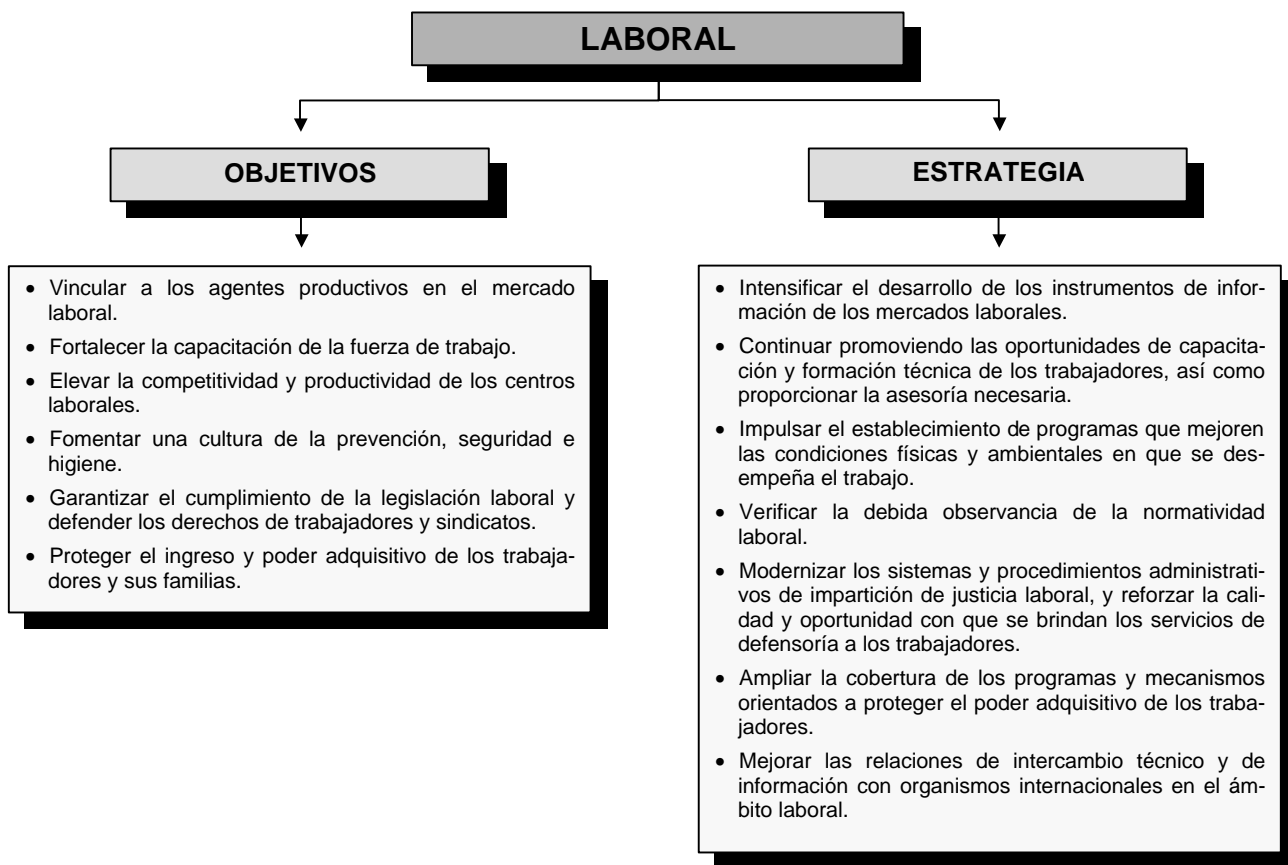 LABORAL
OBJETIVOS
• Vincular a los agentes productivos en el mercado
laboral.
• Fortalecer la capacitación de la fuerza de trabajo.
• Elevar la competitividad y productividad de los centros
laborales.
• Fomentar una cultura de la prevención, seguridad e
higiene.
• Garantizar el cumplimiento de la legislación laboral y
defender los derechos de trabajadores y sindicatos.
• Proteger el ingreso y poder adquisitivo de los trabaja-
dores y sus familias.
ESTRATEGIA
• Intensificar el desarrollo de los instrumentos de infor-
mación de los mercados laborales.
• Continuar promoviendo las oportunidades de capacita-
ción y formación técnica de los trabajadores, así como
proporcionar la asesoría necesaria.
• Impulsar el establecimiento de programas que mejoren
las condiciones físicas y ambientales en que se des-
empeña el trabajo.
• Verificar la debida observancia de la normatividad
laboral.
• Modernizar los sistemas y procedimientos administrati-
vos de impartición de justicia laboral, y reforzar la cali-
dad y oportunidad con que se brindan los servicios de
defensoría a los trabajadores.
• Ampliar la cobertura de los programas y mecanismos
orientados a proteger el poder adquisitivo de los traba-
jadores.
• Mejorar las relaciones de intercambio técnico y de
información con organismos internacionales en el ám-
bito laboral.